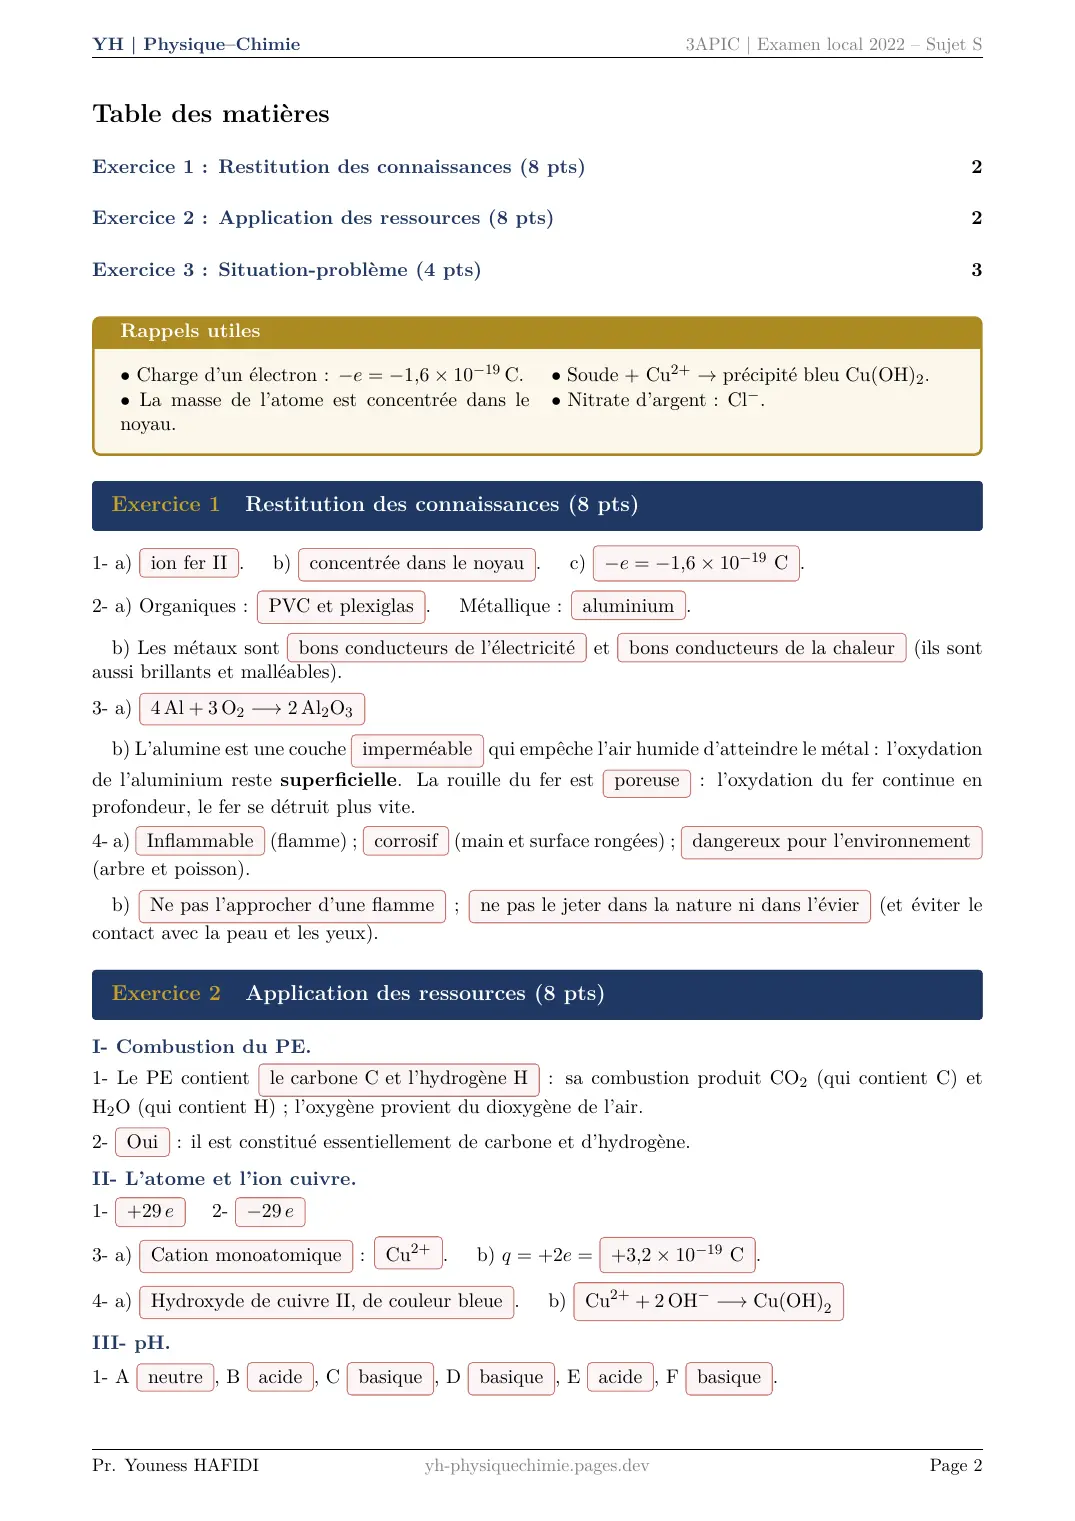 YH | Physique–Chimie 3APIC | Examen local 2022 – Sujet S
Table des matières
Exercice 1 : Restitution des connaissances (8 pts) 2
Exercice 2 : Application des ressources (8 pts) 2
Exercice 3 : Situation-problème (4 pts) 3
Rappels utiles
• Charge d'un électron : −e = −1,6 × 10⁻¹⁹ C.
• La masse de l'atome est concentrée dans le
noyau.
• Soude + Cu²⁺ → précipité bleu Cu(OH)₂.
• Nitrate d'argent : Cl⁻.
Exercice 1 Restitution des connaissances (8 pts)
1- a) ion fer II . b) concentrée dans le noyau . c) −e = −1,6 × 10⁻¹⁹ C .
2- a) Organiques : PVC et plexiglas . Métallique : aluminium .
b) Les métaux sont bons conducteurs de l'électricité et bons conducteurs de la chaleur (ils sont
aussi brillants et malléables).
3- a) 4 Al + 3 O₂ ⟶ 2 Al₂O₃
b) L'alumine est une couche imperméable qui empêche l'air humide d'atteindre le métal : l'oxydation
de l'aluminium reste superficielle. La rouille du fer est poreuse : l'oxydation du fer continue en
profondeur, le fer se détruit plus vite.
4- a) Inflammable (flamme) ; corrosif (main et surface rongées) ; dangereux pour l'environnement
(arbre et poisson).
b) Ne pas l'approcher d'une flamme ; ne pas le jeter dans la nature ni dans l'évier (et éviter le
contact avec la peau et les yeux).
Exercice 2 Application des ressources (8 pts)
I- Combustion du PE.
1- Le PE contient le carbone C et l'hydrogène H : sa combustion produit CO₂ (qui contient C) et
H₂O (qui contient H) ; l'oxygène provient du dioxygène de l'air.
2- Oui : il est constitué essentiellement de carbone et d'hydrogène.
II- L'atome et l'ion cuivre.
1- +29 e 2- −29 e
3- a) Cation monoatomique : Cu²⁺ . b) q = +2e = +3,2 × 10⁻¹⁹ C .
4- a) Hydroxyde de cuivre II, de couleur bleue . b) Cu²⁺ + 2 OH⁻ ⟶ Cu(OH)₂
III- pH.
1- A neutre , B acide , C basique , D basique , E acide , F basique .
Pr. Youness HAFIDI yh-physiquechimie.pages.dev Page 2